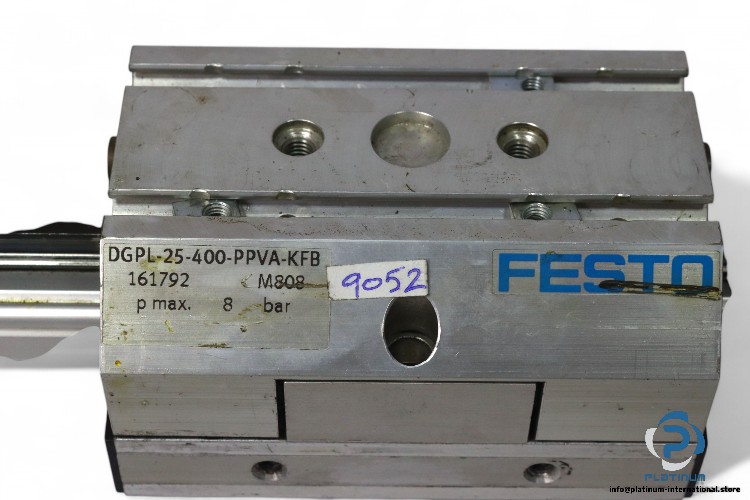 DGPL-25-400-PPVA-KFB
161792 M808
p max. 8 bar
9052
FESTO
PLATINUM
info@platinum-international.store